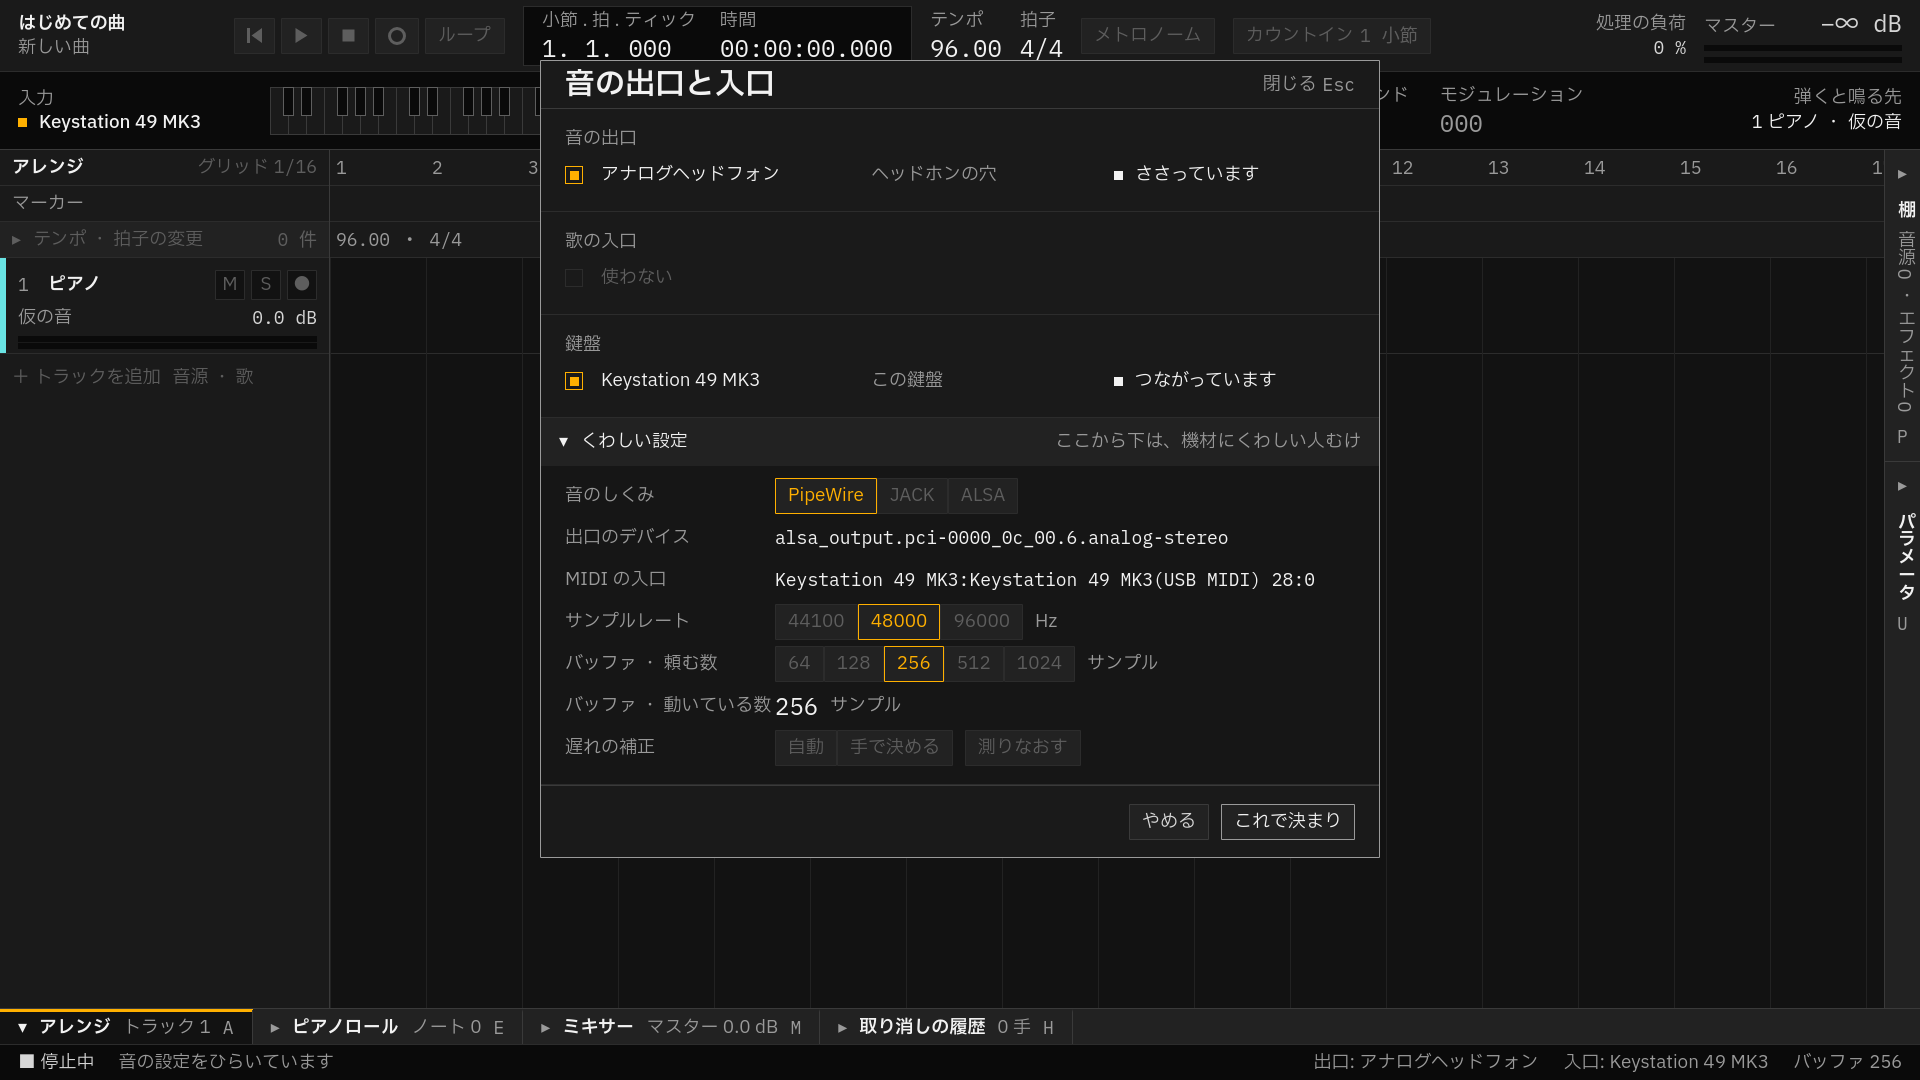 はじめての曲
新しい曲
ループ
小節 . 拍 . ティック 時間
1. 1. 000 00:00:00.000
テンポ 拍子
96.00 4/4
メトロノーム
カウントイン 1 小節
処理の負荷
0 %
マスター −∞ dB
入力
Keystation 49 MK3
ンド
モジュレーション
000
弾くと鳴る先
1 ピアノ · 仮の音
アレンジ グリッド 1/16
1 2 3 12 13 14 15 16 1
マーカー
▸ テンポ · 拍子の変更 0 件
96.00 · 4/4
1 ピアノ M S
仮の音 0.0 dB
＋ トラックを追加 音源 · 歌
音の出口と入口 閉じる Esc
音の出口
アナログヘッドフォン ヘッドホンの穴 ささっています
歌の入口
使わない
鍵盤
Keystation 49 MK3 この鍵盤 つながっています
▾ くわしい設定 ここから下は、機材にくわしい人むけ
音のしくみ PipeWire JACK ALSA
出口のデバイス alsa_output.pci-0000_0c_00.6.analog-stereo
MIDI の入口 Keystation 49 MK3:Keystation 49 MK3(USB MIDI) 28:0
サンプルレート 44100 48000 96000 Hz
バッファ · 頼む数 64 128 256 512 1024 サンプル
バッファ · 動いている数 256 サンプル
遅れの補正 自動 手で決める 測りなおす
やめる これで決まり
▸ 棚 音源 0 · エフェクト 0 P
▸ パラメータ U
▾ アレンジ トラック 1 A
▸ ピアノロール ノート 0 E
▸ ミキサー マスター 0.0 dB M
▸ 取り消しの履歴 0 手 H
■ 停止中 音の設定をひらいています
出口: アナログヘッドフォン 入口: Keystation 49 MK3 バッファ 256